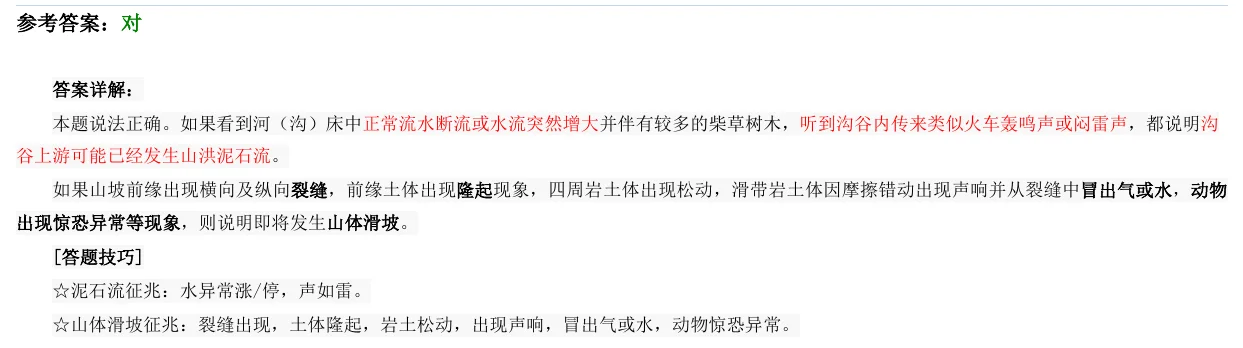 参考答案：对
答案详解：
本题说法正确。如果看到河（沟）床中正常流水断流或水流突然增大并伴有较多的柴草树木，听到沟谷内传来类似火车轰鸣声或闷雷声，都说明沟
谷上游可能已经发生山洪泥石流。
如果山坡前缘出现横向及纵向裂缝，前缘土体出现隆起现象，四周岩土体出现松动，滑带岩土体因摩擦错动出现声响并从裂缝中冒出气或水，动物
出现惊恐异常等现象，则说明即将发生山体滑坡。
[答题技巧]
☆泥石流征兆：水异常涨/停，声如雷。
☆山体滑坡征兆：裂缝出现，土体隆起，岩土松动，出现声响，冒出气或水，动物惊恐异常。